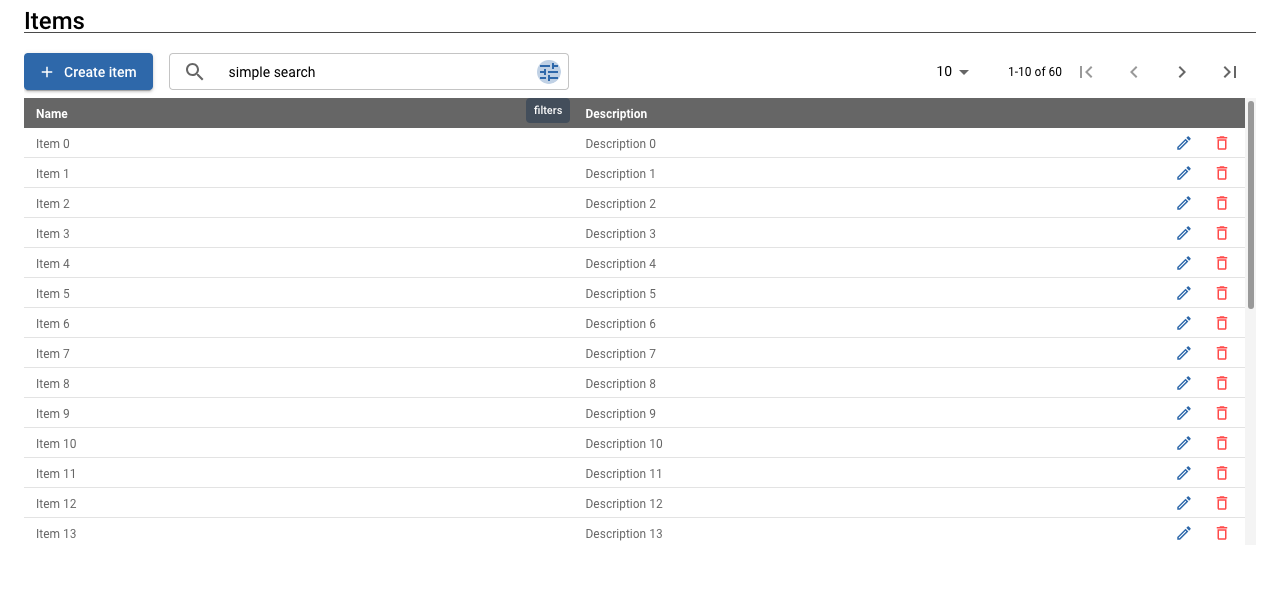 Items
Create item simple search 10 1-10 of 60
filters
Name Description
Item 0 Description 0
Item 1 Description 1
Item 2 Description 2
Item 3 Description 3
Item 4 Description 4
Item 5 Description 5
Item 6 Description 6
Item 7 Description 7
Item 8 Description 8
Item 9 Description 9
Item 10 Description 10
Item 11 Description 11
Item 12 Description 12
Item 13 Description 13